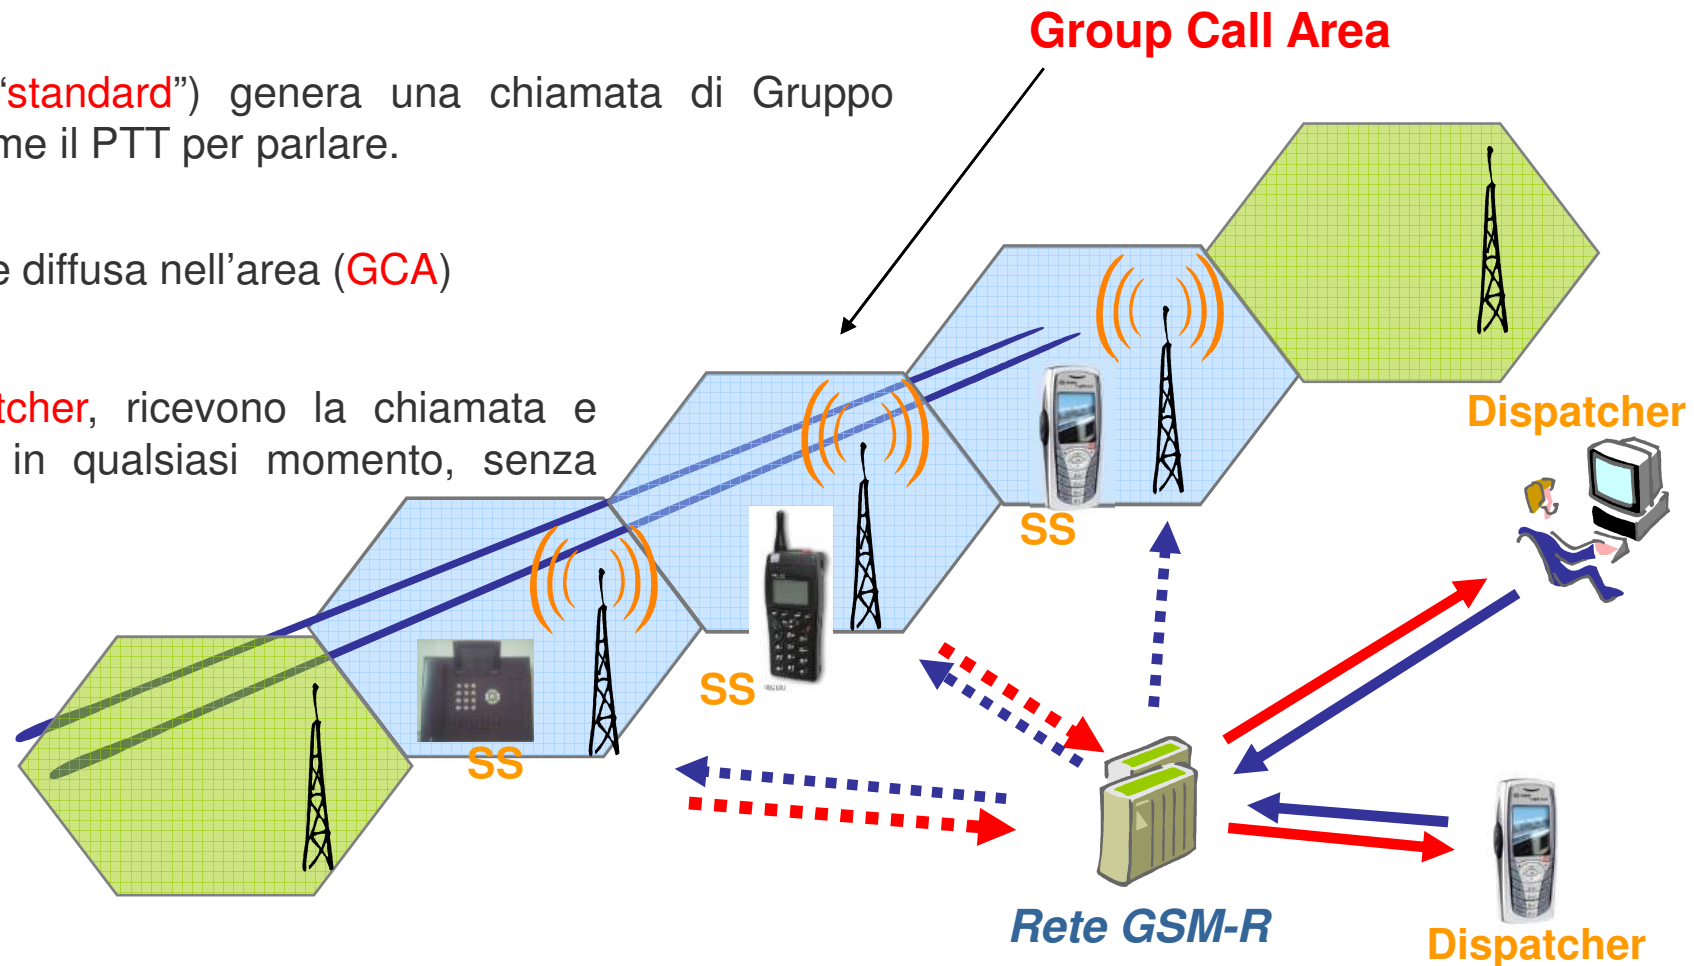 Group Call Area
“standard”) genera una chiamata di Gruppo
me il PTT per parlare.
e diffusa nell’area (GCA)
tcher, ricevono la chiamata e
in qualsiasi momento, senza
Dispatcher
SS
SS
SS
Rete GSM-R
Dispatcher